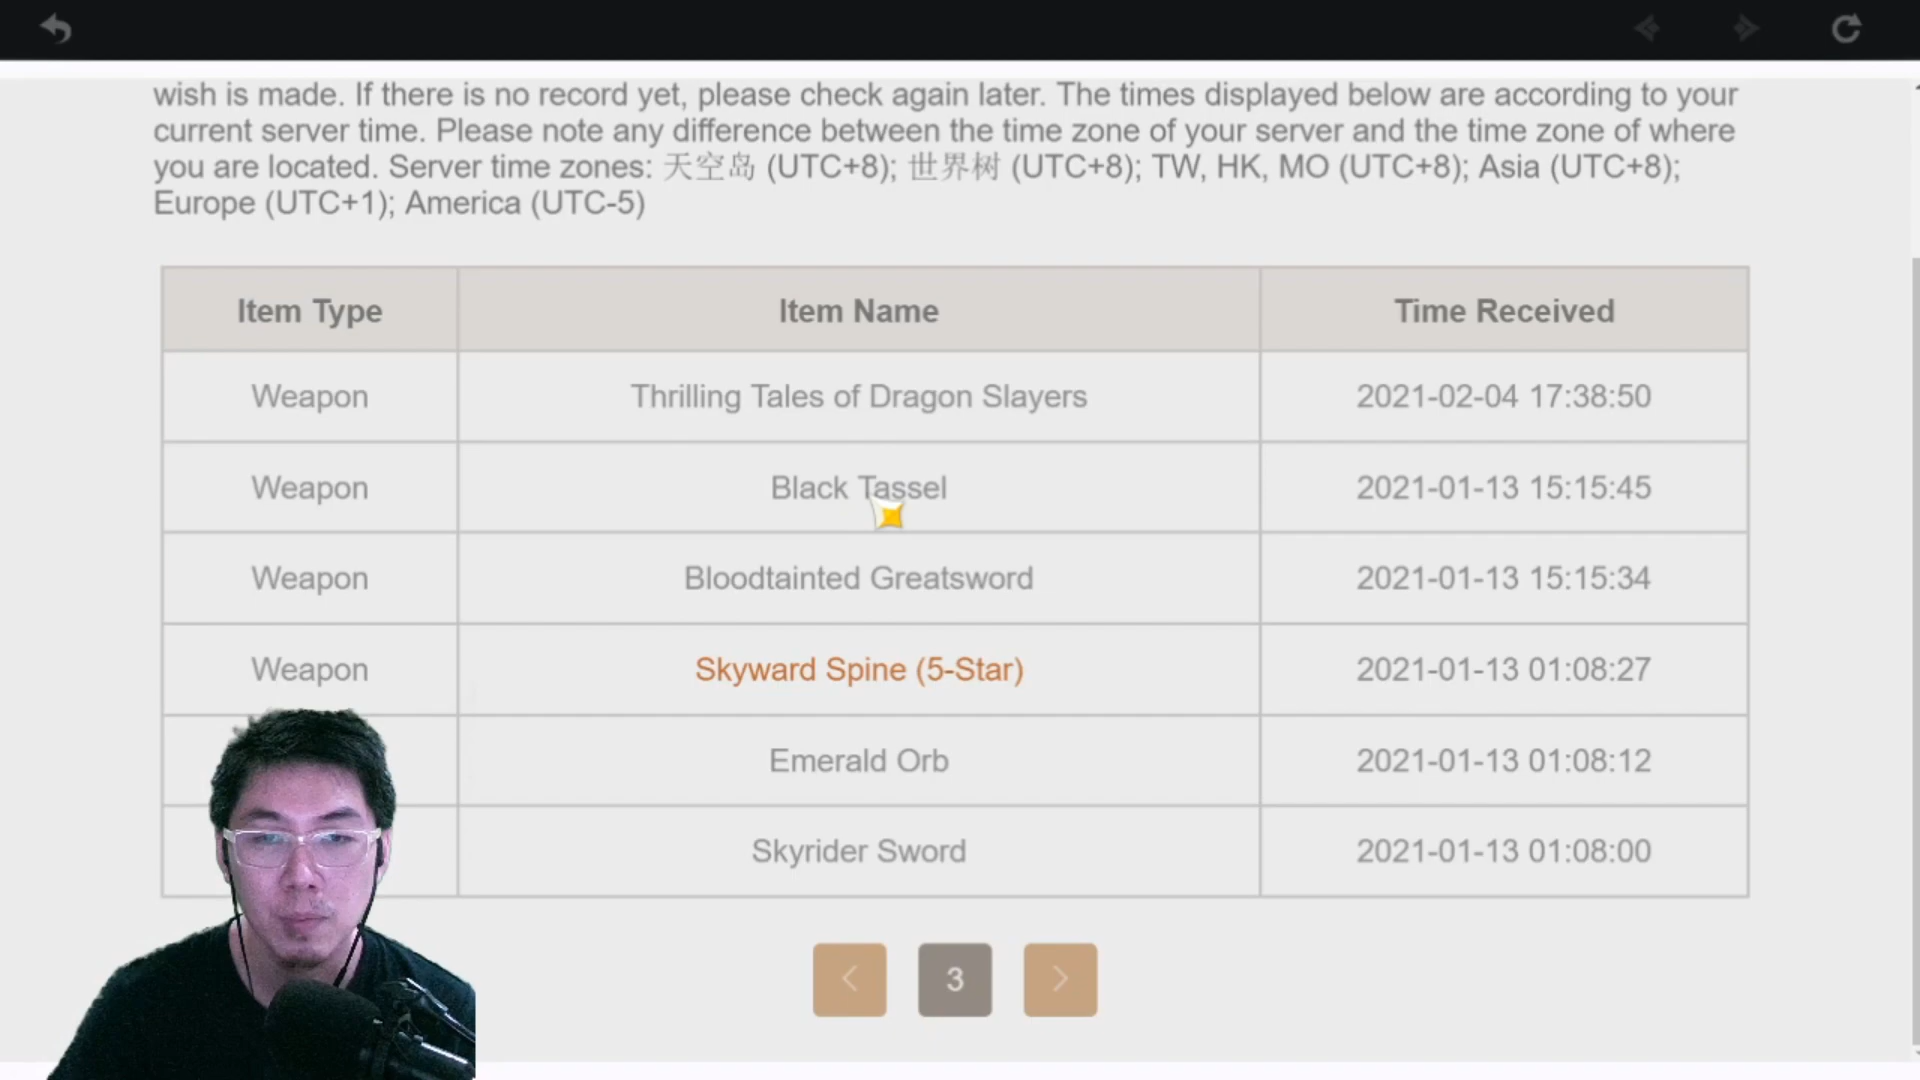 wish is made. If there is no record yet, please check again later. The times displayed below are according to your
current server time. Please note any difference between the time zone of your server and the time zone of where
you are located. Server time zones: 天空岛 (UTC+8); 世界树 (UTC+8); TW, HK, MO (UTC+8); Asia (UTC+8);
Europe (UTC+1); America (UTC-5)
Item Type Item Name Time Received
Weapon Thrilling Tales of Dragon Slayers 2021-02-04 17:38:50
Weapon Black Tassel 2021-01-13 15:15:45
Weapon Bloodtainted Greatsword 2021-01-13 15:15:34
Weapon Skyward Spine (5-Star) 2021-01-13 01:08:27
Emerald Orb 2021-01-13 01:08:12
Skyrider Sword 2021-01-13 01:08:00
3